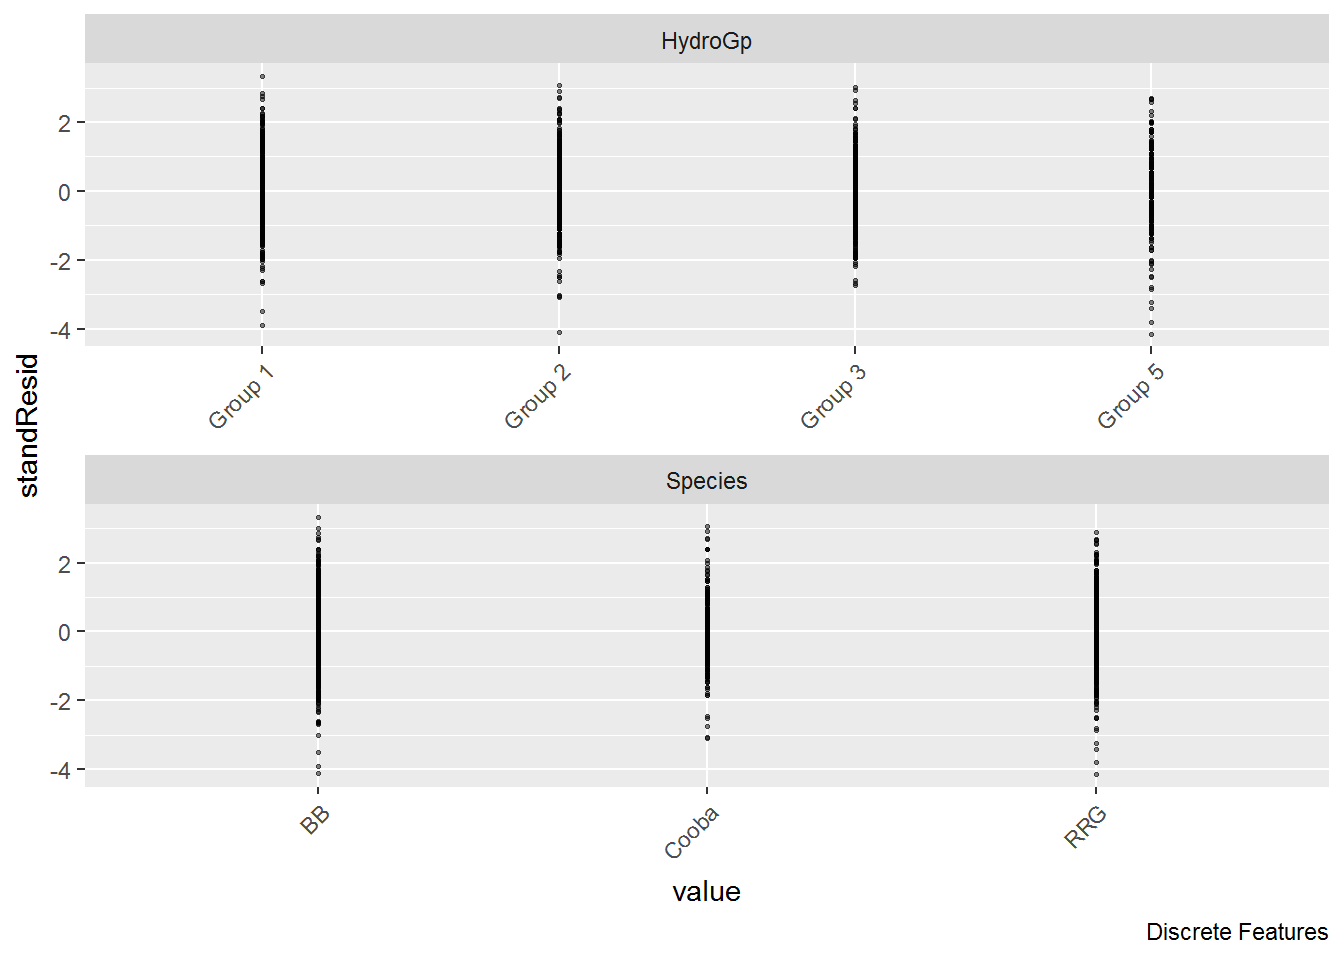 HydroGp
2
0
-2
-4
Group 1
Group 2
Group 3
Group 5
standResid
Species
2
0
-2
-4
BB
Cooba
RRG
value
Discrete Features